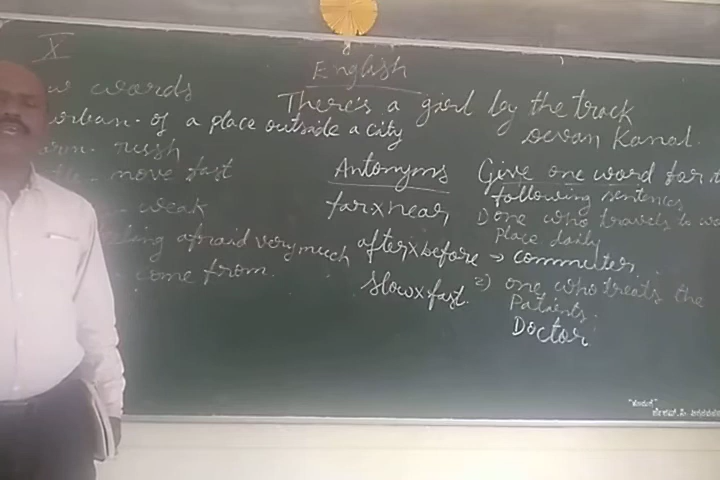 X
English
words
There's a girl by the track
urban - of a place outside a city
Devan Kanal.
rush
move fast
Antonyms
Give one word for
following sentences
weak
far x near
1) one who travels to
Place daily
afraid very much
after x before
→ commuter
come from.
slow x fast.
2) one who treats the
Patients.
Doctor